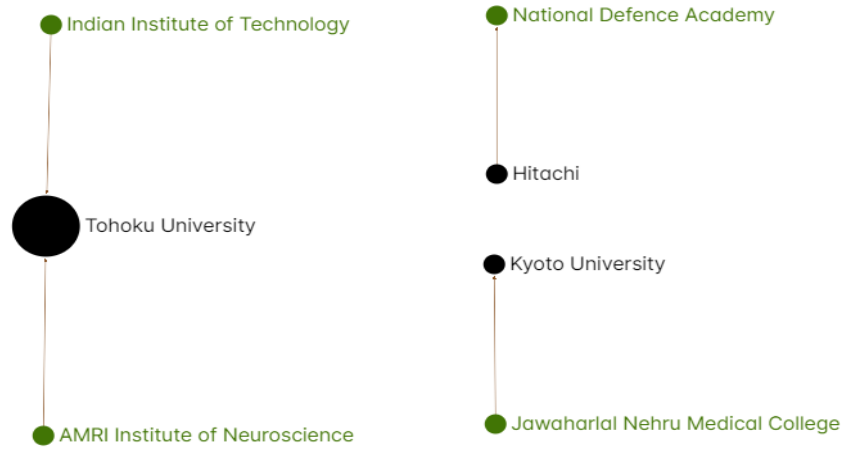 Indian Institute of Technology
National Defence Academy
Hitachi
Tohoku University
Kyoto University
AMRI Institute of Neuroscience
Jawaharlal Nehru Medical College